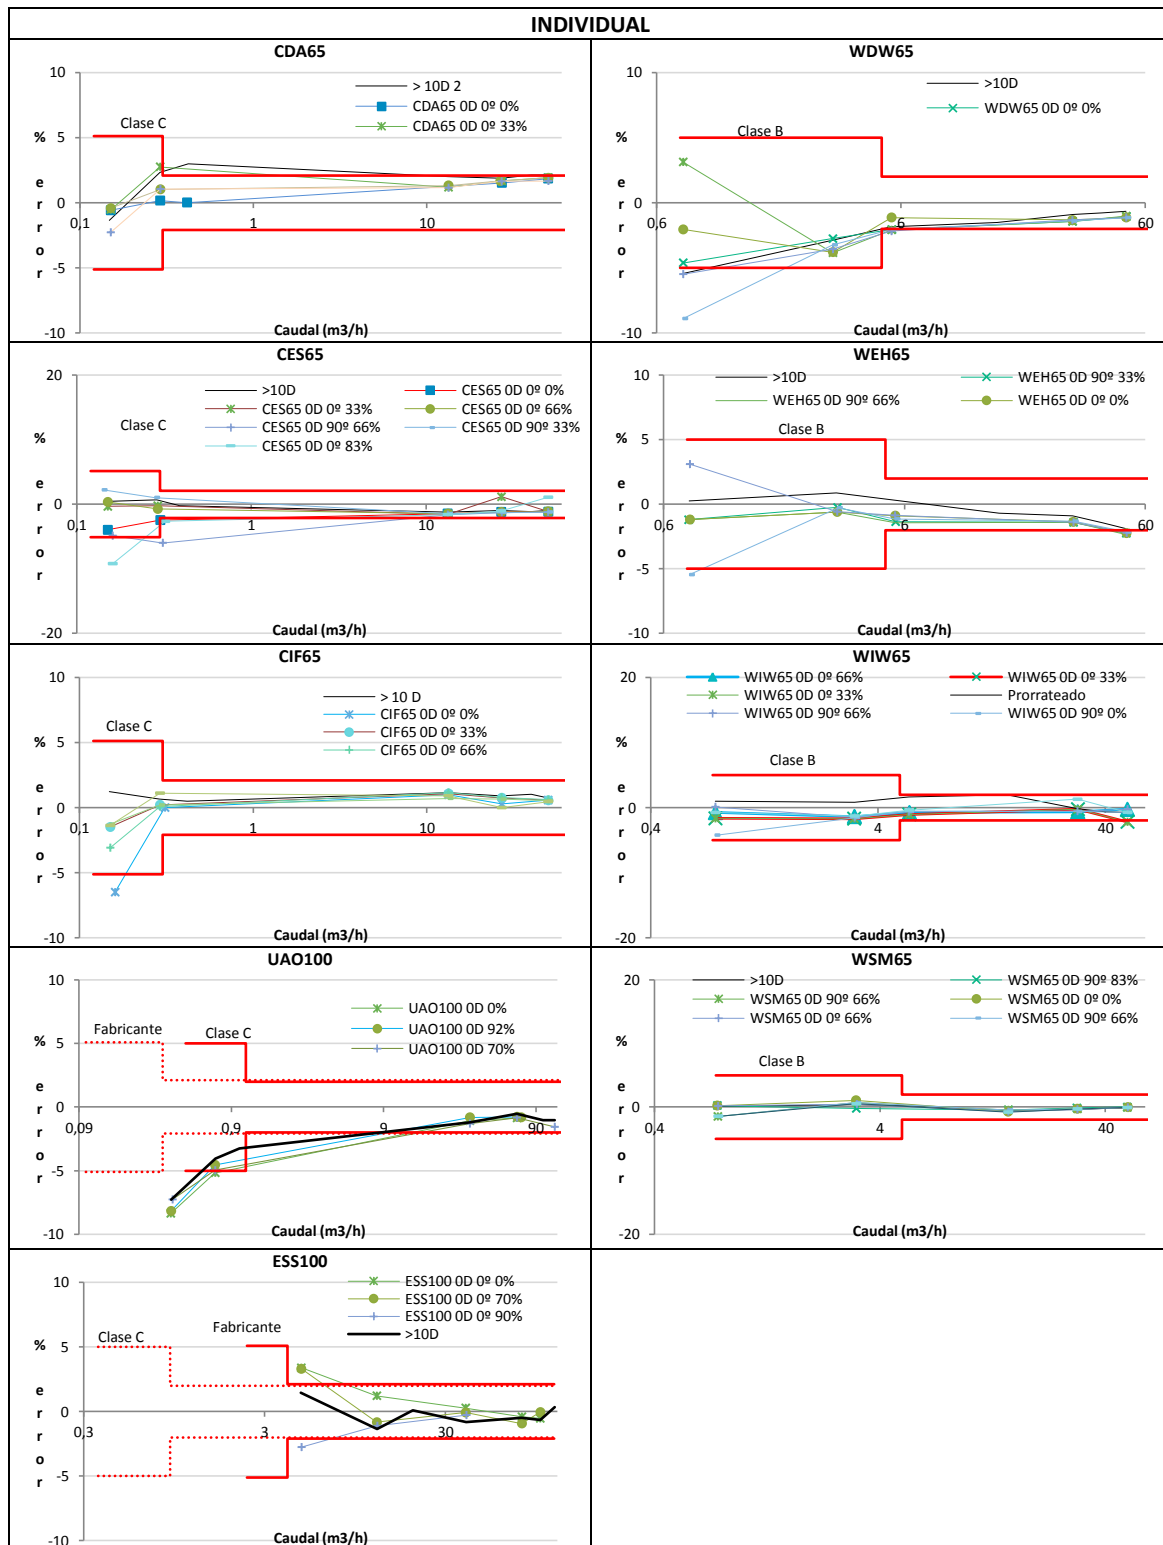 INDIVIDUAL
CDA65
10
5
0
-5
-10
0,1
1
10
% error
Clase C
> 10D 2
CDA65 0D 0º 0%
CDA65 0D 0º 33%
Caudal (m3/h)
WDW65
10
0
-10
0,6
6
60
% error
Clase B
>10D
WDW65 0D 0º 0%
Caudal (m3/h)
CES65
20
0
-20
0,1
1
10
% error
Clase C
>10D
CES65 0D 0º 0%
CES65 0D 0º 33%
CES65 0D 0º 66%
CES65 0D 90º 66%
CES65 0D 90º 33%
CES65 0D 0º 83%
Caudal (m3/h)
WEH65
10
5
0
-5
-10
0,6
6
60
% error
Clase B
>10D
WEH65 0D 90º 33%
WEH65 0D 90º 66%
WEH65 0D 0º 0%
Caudal (m3/h)
CIF65
10
5
0
-5
-10
0,1
1
10
% error
Clase C
> 10 D
CIF65 0D 0º 0%
CIF65 0D 0º 33%
CIF65 0D 0º 66%
Caudal (m3/h)
WIW65
20
0
-20
0,4
4
40
% error
Clase B
WIW65 0D 0º 66%
WIW65 0D 0º 33%
WIW65 0D 0º 33%
Prorrateado
WIW65 0D 90º 66%
WIW65 0D 90º 0%
Caudal (m3/h)
UAO100
10
5
0
-5
-10
0,09
0,9
9
90
% error
Fabricante
Clase C
UAO100 0D 0%
UAO100 0D 92%
UAO100 0D 70%
Caudal (m3/h)
WSM65
20
0
-20
0,4
4
40
% error
Clase B
>10D
WSM65 0D 90º 83%
WSM65 0D 90º 66%
WSM65 0D 0º 0%
WSM65 0D 0º 66%
WSM65 0D 90º 66%
Caudal (m3/h)
ESS100
10
5
0
-5
-10
0,3
3
30
% error
Clase C
Fabricante
ESS100 0D 0º 0%
ESS100 0D 0º 70%
ESS100 0D 0º 90%
>10D
Caudal (m3/h)